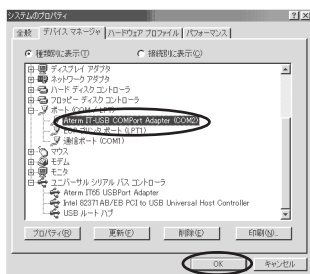 システムのプロパティ
全般 デバイス マネージャ ハードウェア プロファイル パフォーマンス
種類別に表示(T) 接続別に表示(C)
ディスプレイ アダプタ
ネットワーク アダプタ
ハード ディスク コントローラ
フロッピー ディスク コントローラ
ポート (COM / LPT)
Aterm IT-USB COMPort Adapter (COM2)
ECP プリンタ ポート (LPT1)
通信ポート (COM1)
マウス
モデム
モニタ
ユニバーサル シリアル バス コントローラ
Aterm IT65 USBPort Adapter
Intel 82371AB/EB PCI to USB Universal Host Controller
USB ルート ハブ
プロパティ(R) 更新(F) 削除(E) 印刷(N)...
OK キャンセル